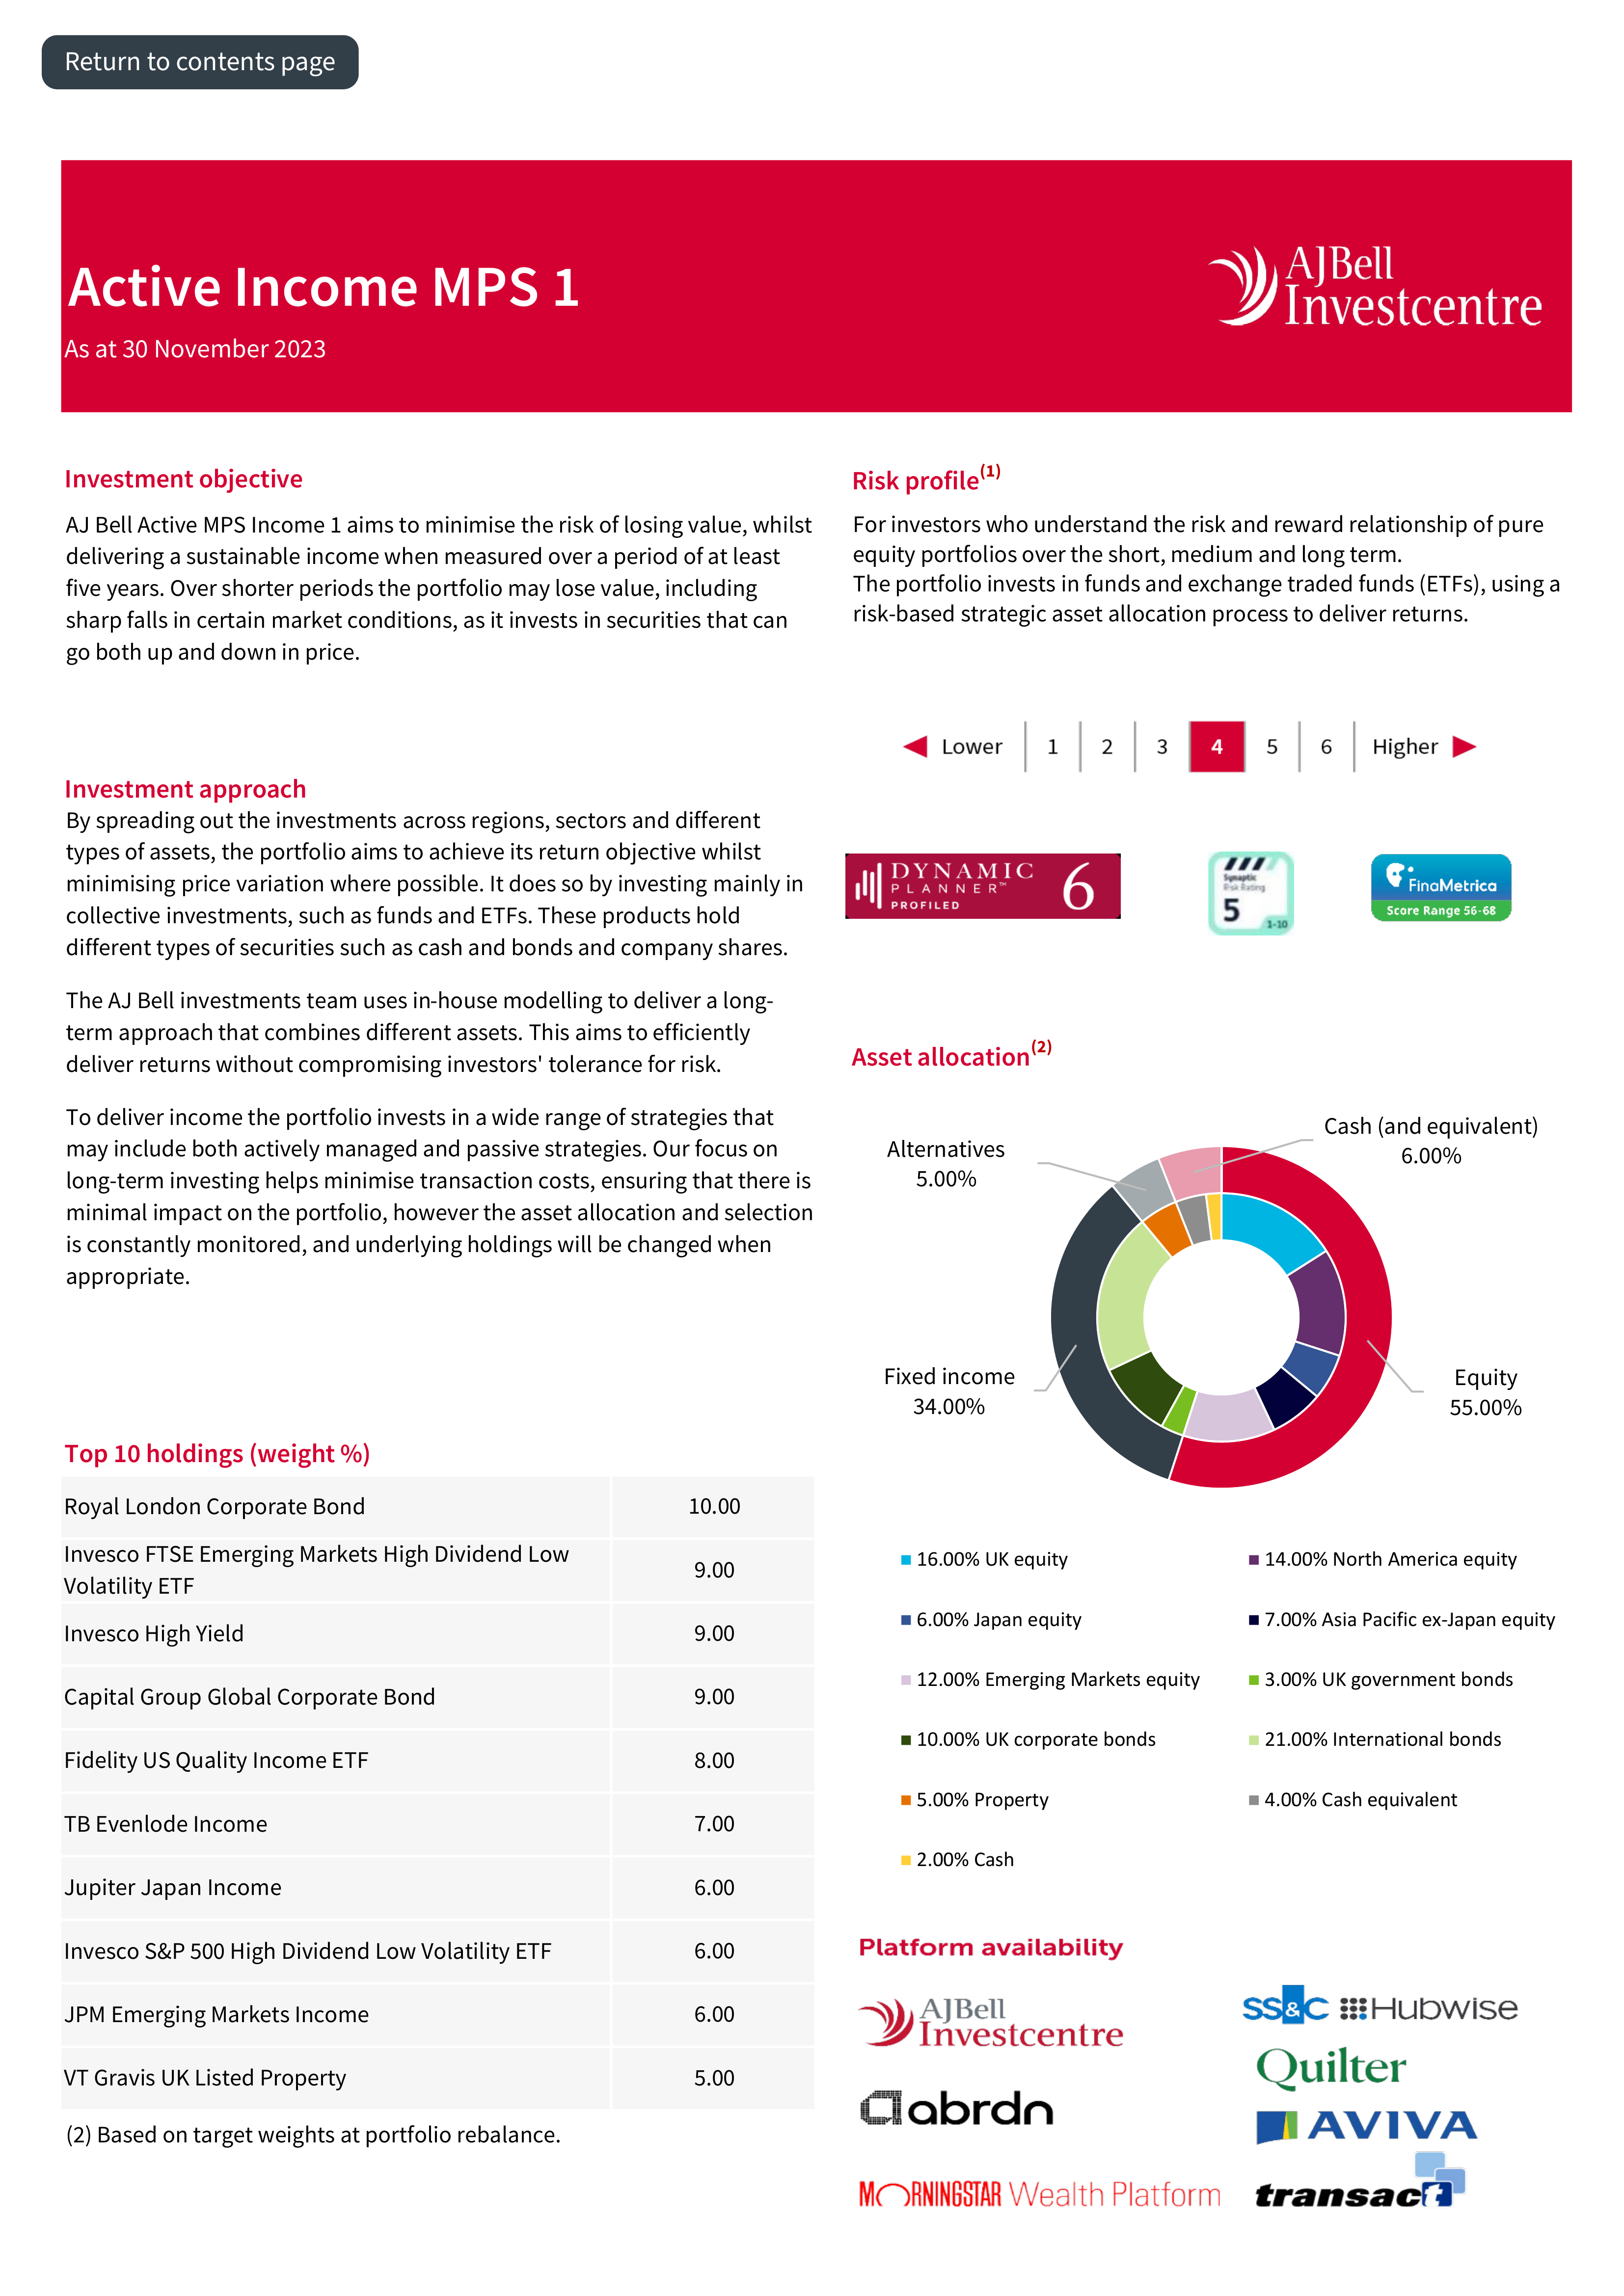 Return to contents page
Active Income MPS 1
As at 30 November 2023
AJBell
Investcentre
Investment objective
AJ Bell Active MPS Income 1 aims to minimise the risk of losing value, whilst
delivering a sustainable income when measured over a period of at least
five years. Over shorter periods the portfolio may lose value, including
sharp falls in certain market conditions, as it invests in securities that can
go both up and down in price.
Investment approach
By spreading out the investments across regions, sectors and different
types of assets, the portfolio aims to achieve its return objective whilst
minimising price variation where possible. It does so by investing mainly in
collective investments, such as funds and ETFs. These products hold
different types of securities such as cash and bonds and company shares.
The AJ Bell investments team uses in-house modelling to deliver a long-
term approach that combines different assets. This aims to efficiently
deliver returns without compromising investors' tolerance for risk.
To deliver income the portfolio invests in a wide range of strategies that
may include both actively managed and passive strategies. Our focus on
long-term investing helps minimise transaction costs, ensuring that there is
minimal impact on the portfolio, however the asset allocation and selection
is constantly monitored, and underlying holdings will be changed when
appropriate.
Top 10 holdings (weight %)
Royal London Corporate Bond 10.00
Invesco FTSE Emerging Markets High Dividend Low
Volatility ETF 9.00
Invesco High Yield 9.00
Capital Group Global Corporate Bond 9.00
Fidelity US Quality Income ETF 8.00
TB Evenlode Income 7.00
Jupiter Japan Income 6.00
Invesco S&P 500 High Dividend Low Volatility ETF 6.00
JPM Emerging Markets Income 6.00
VT Gravis UK Listed Property 5.00
(2) Based on target weights at portfolio rebalance.
Risk profile(1)
For investors who understand the risk and reward relationship of pure
equity portfolios over the short, medium and long term.
The portfolio invests in funds and exchange traded funds (ETFs), using a
risk-based strategic asset allocation process to deliver returns.
Lower 1 2 3 4 5 6 Higher
DYNAMIC
PLANNER™
PROFILED
6
Synaptic
Risk Rating
5
1-10
FinaMetrica
Score Range 56-68
Asset allocation(2)
Cash (and equivalent)
6.00%
Alternatives
5.00%
Fixed income
34.00%
Equity
55.00%
16.00% UK equity
14.00% North America equity
6.00% Japan equity
7.00% Asia Pacific ex-Japan equity
12.00% Emerging Markets equity
3.00% UK government bonds
10.00% UK corporate bonds
21.00% International bonds
5.00% Property
4.00% Cash equivalent
2.00% Cash
Platform availability
AJBell
Investcentre
SS&C Hubwise
Quilter
abrdn
AVIVA
MORNINGSTAR Wealth Platform
transact